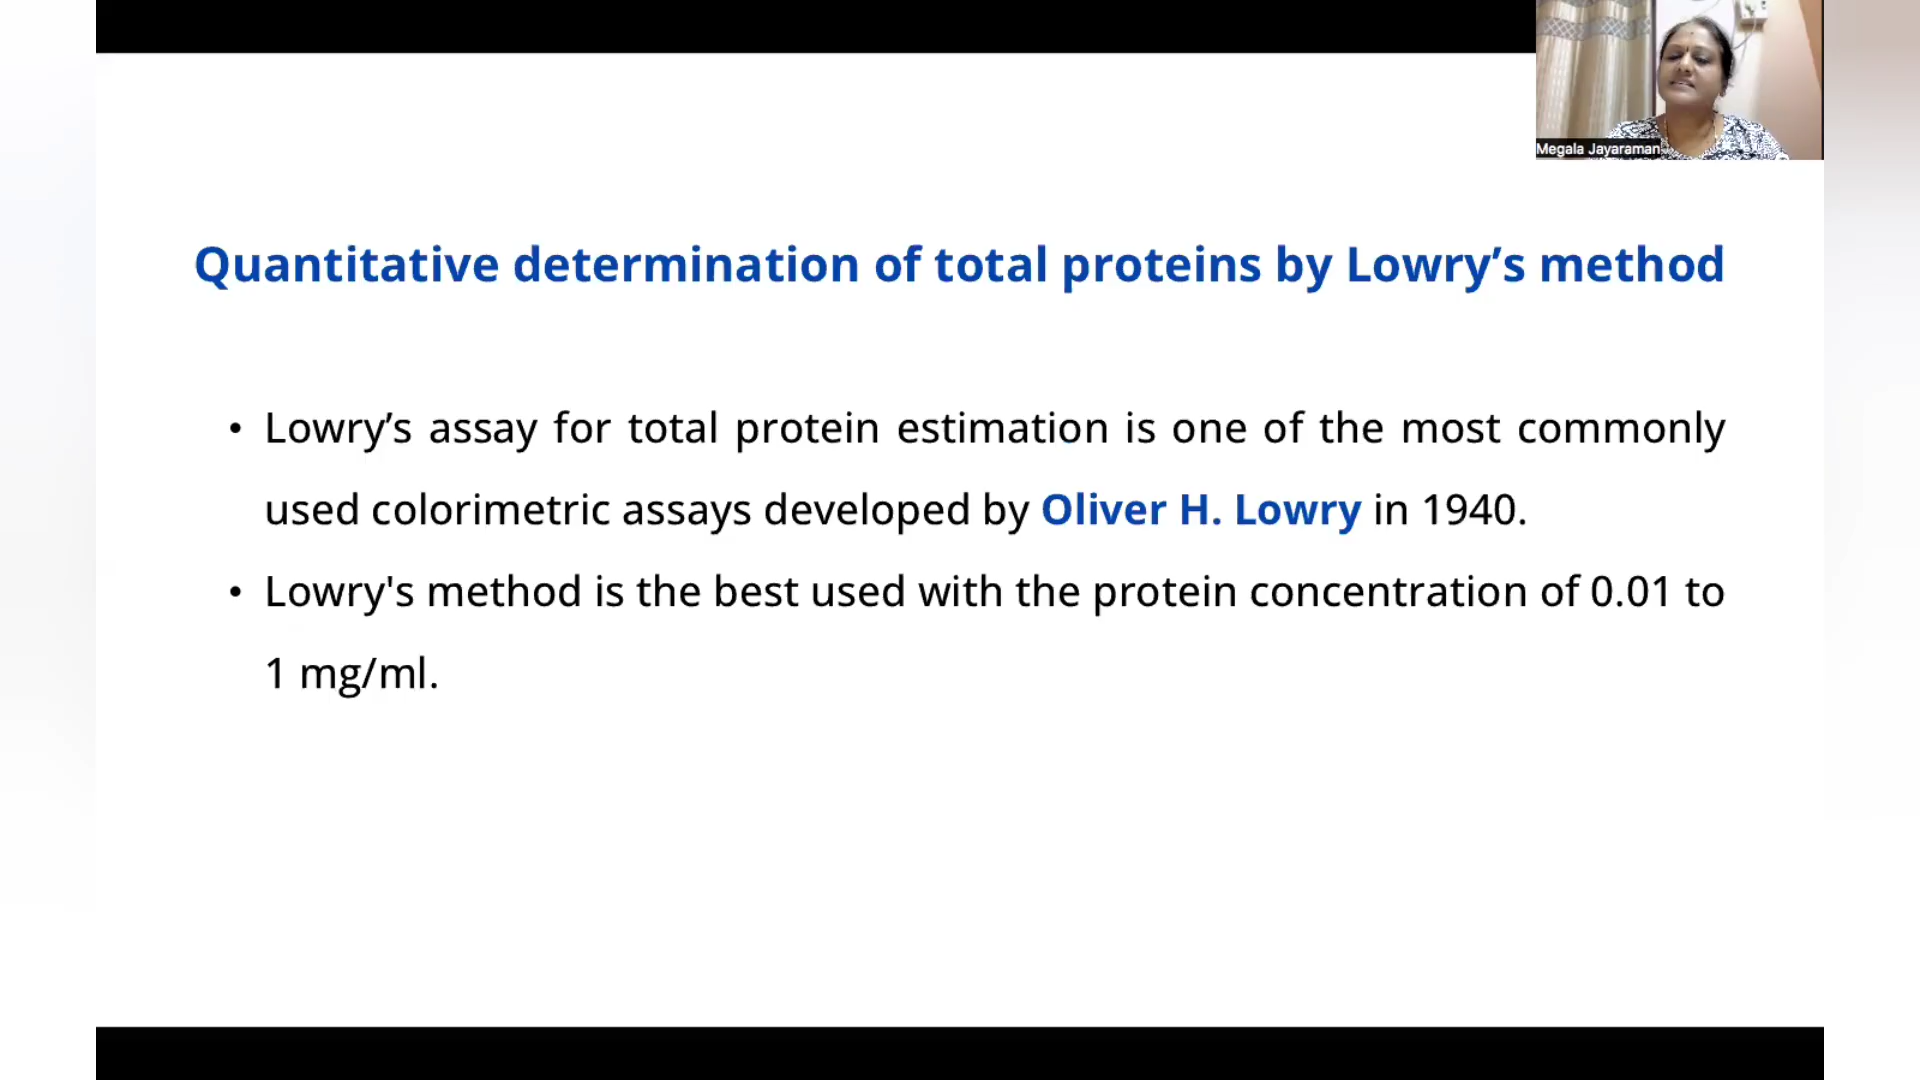 Megala Jayaraman
Quantitative determination of total proteins by Lowry’s method
• Lowry’s assay for total protein estimation is one of the most commonly
used colorimetric assays developed by Oliver H. Lowry in 1940.
• Lowry's method is the best used with the protein concentration of 0.01 to
1 mg/ml.